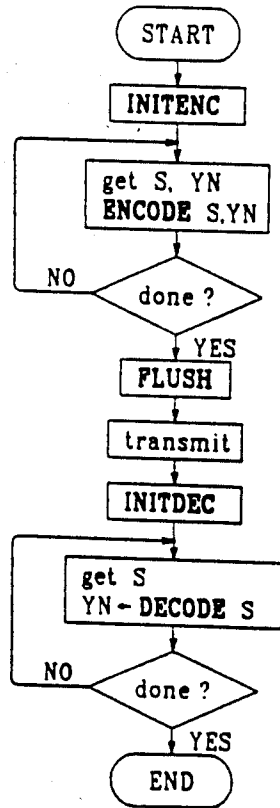 START
INITENC
get S, YN
ENCODE S,YN
NO
done ?
YES
FLUSH
transmit
INITDEC
get S
YN ← DECODE S
NO
done ?
YES
END